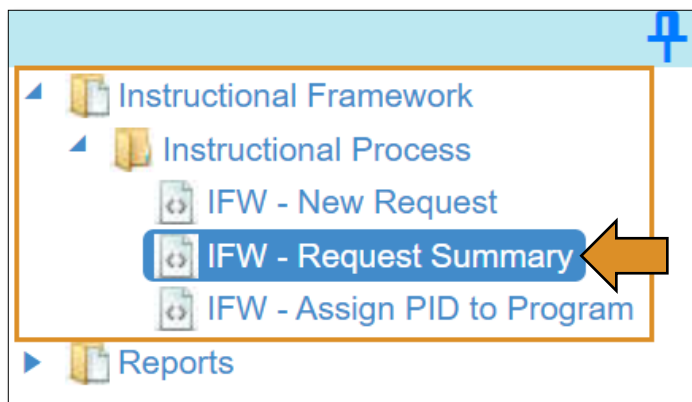 Instructional Framework
Instructional Process
IFW - New Request
IFW - Request Summary
IFW - Assign PID to Program
Reports